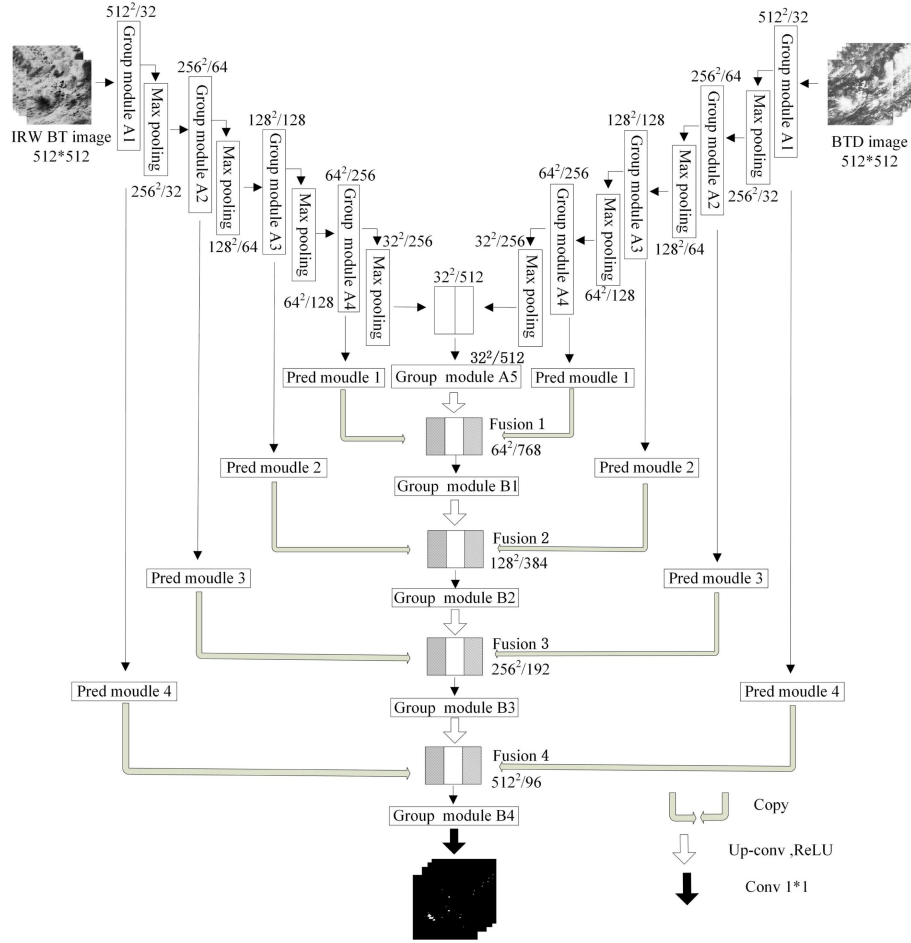 512²/32
512²/32
Group module A1
Group module A1
256²/64
256²/64
Max pooling
Max pooling
IRW BT image
512*512
BTD image
512*512
Group module A2
Group module A2
128²/128
128²/128
256²/32
256²/32
Max pooling
Max pooling
Group module A3
Group module A3
64²/256
64²/256
128²/64
128²/64
Max pooling
Max pooling
Group module A4
Group module A4
32²/256
32²/256
64²/128
64²/128
Max pooling
Max pooling
32²/512
32²/512
Pred moudle 1
Group module A5
Pred moudle 1
Fusion 1
64²/768
Pred moudle 2
Pred moudle 2
Group module B1
Fusion 2
128²/384
Pred moudle 3
Pred moudle 3
Group module B2
Fusion 3
256²/192
Pred moudle 4
Pred moudle 4
Group module B3
Fusion 4
512²/96
Group module B4
Copy
Up-conv ,ReLU
Conv 1*1